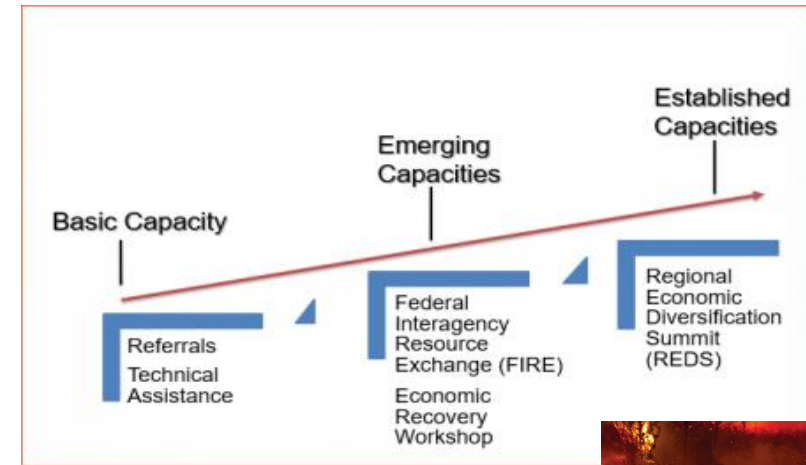 Basic Capacity
Emerging
Capacities
Established
Capacities
Referrals
Technical
Assistance
Federal
Interagency
Resource
Exchange (FIRE)
Economic
Recovery
Workshop
Regional
Economic
Diversification
Summit
(REDS)